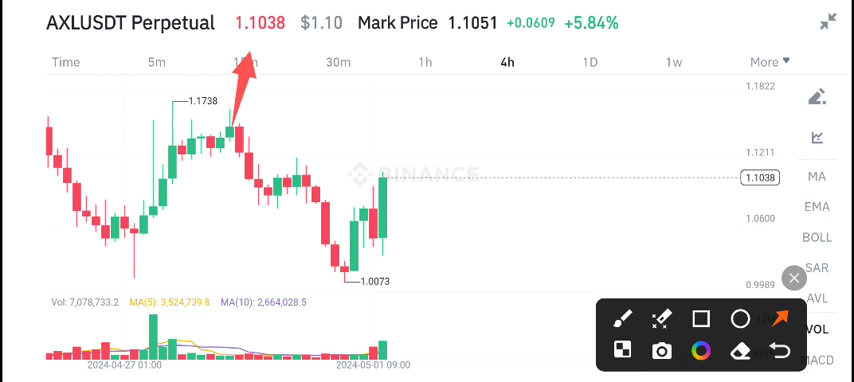 AXLUSDT Perpetual 1.1038 $1.10 Mark Price 1.1051 +0.0609 +5.84%
Time 5m 30m 1h 4h 1D 1w More
1.1822
1.1738
1.1211
BINANCE
1.1038
MA
EMA
1.0600
BOLL
SAR
1.0073
0.9989
Vol: 7,078,733.2 MA(5): 3,524,739.8 MA(10): 2,664,028.5
AVL
VOL
MACD
2024-04-27 01:00 2024-05-01 09:00